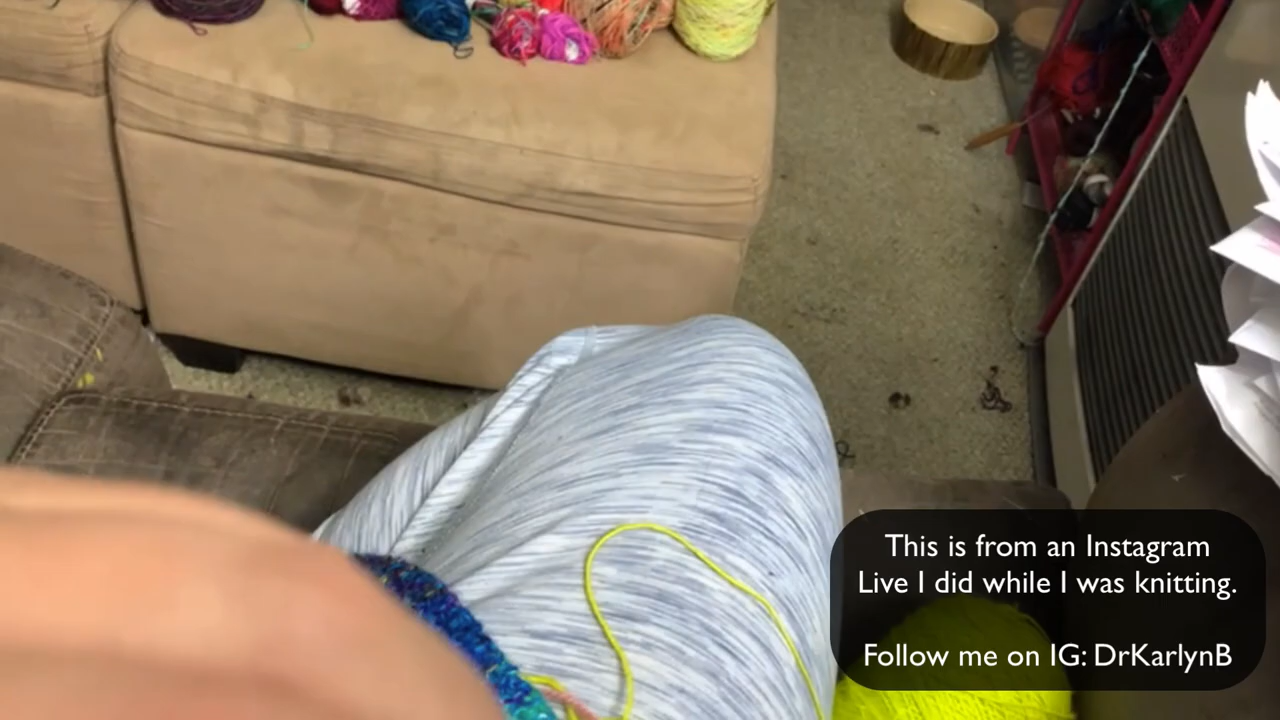 This is from an Instagram
Live I did while I was knitting.
Follow me on IG: DrKarlynB